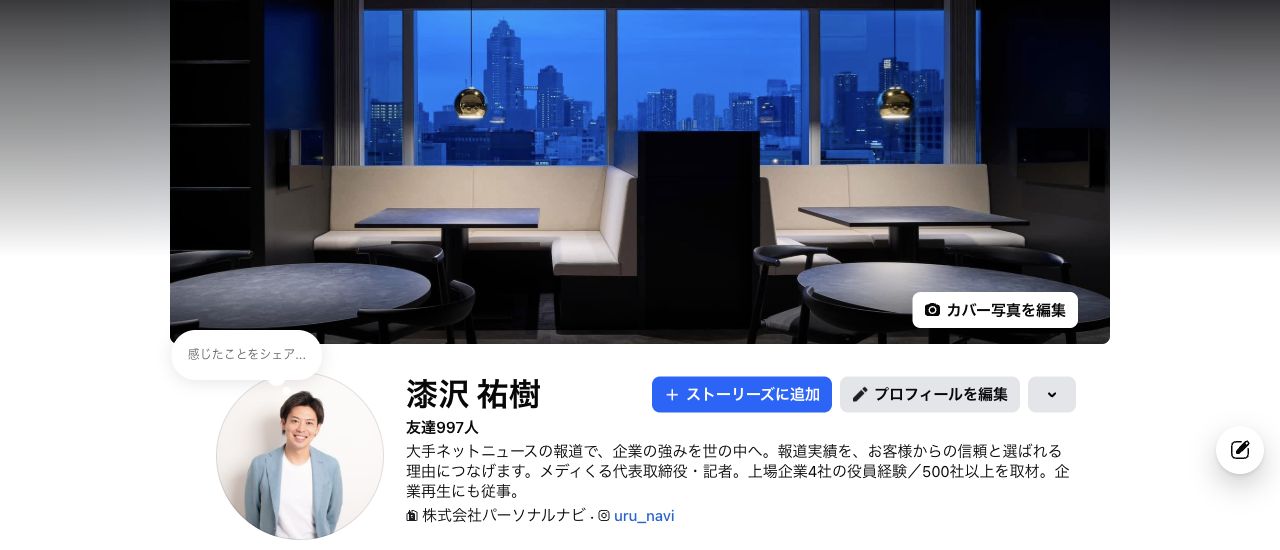 カバー写真を編集
感じたことをシェア...
漆沢 祐樹
ストーリーズに追加
プロフィールを編集
友達997人
大手ネットニュースの報道で、企業の強みを世の中へ。報道実績を、お客様からの信頼と選ばれる
理由につなげます。メディくる代表取締役・記者。上場企業4社の役員経験／500社以上を取材。企
業再生にも従事。
株式会社パーソナルナビ · uru_navi